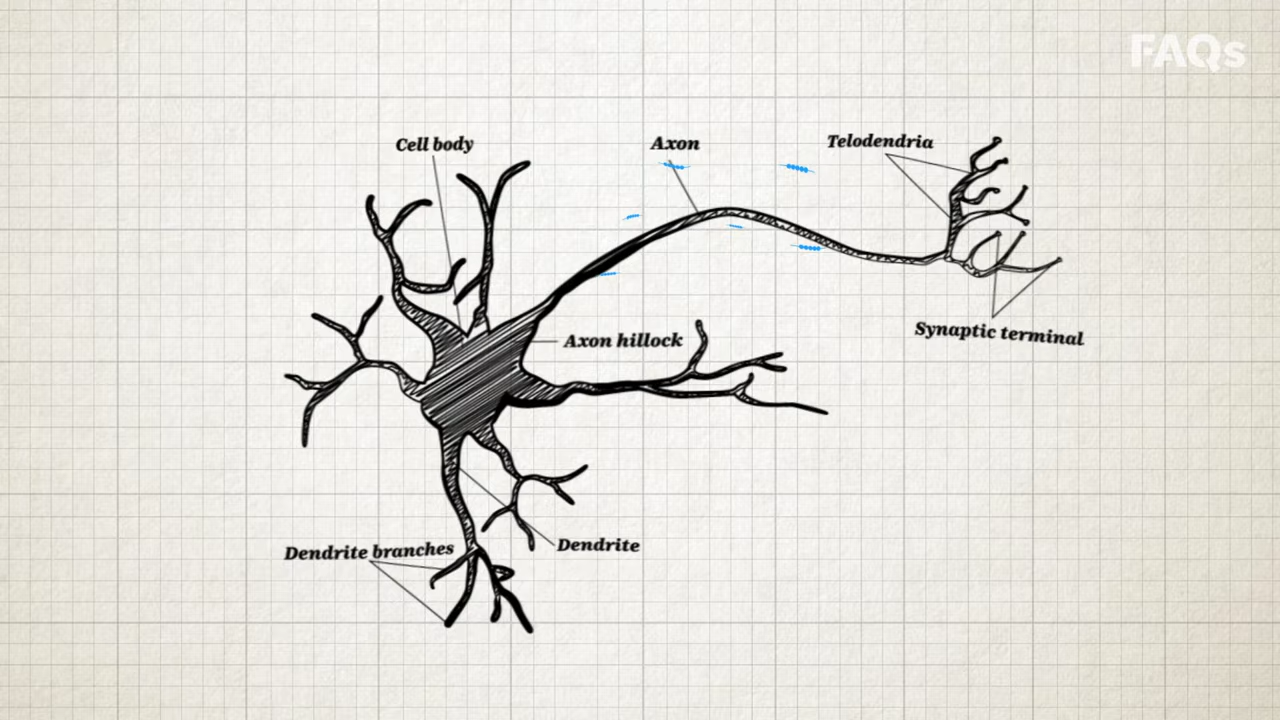 FAQs
Cell body
Axon
Telodendria
Synaptic terminal
Axon hillock
Dendrite branches
Dendrite